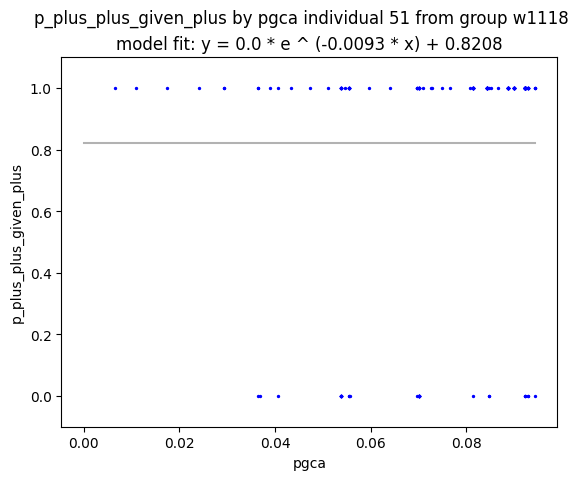 p_plus_plus_given_plus by pgca individual 51 from group w1118
model fit: y = 0.0 * e ^ (-0.0093 * x) + 0.8208
1.0
0.8
0.6
0.4
0.2
0.0
p_plus_plus_given_plus
0.00 0.02 0.04 0.06 0.08
pgca